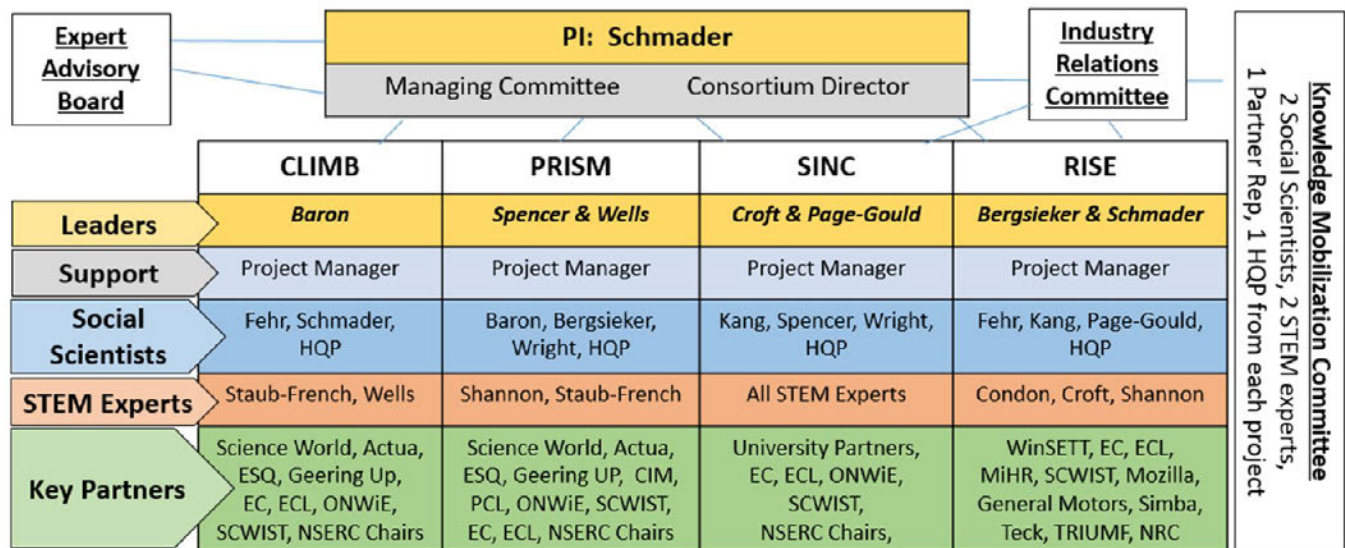 Expert
Advisory
Board
PI: Schmader
Managing Committee Consortium Director
Industry
Relations
Committee
Knowledge Mobilization Committee
2 Social Scientists, 2 STEM experts,
1 Partner Rep, 1 HQP from each project
CLIMB
PRISM
SINC
RISE
Leaders
Baron
Spencer & Wells
Croft & Page-Gould
Bergsieker & Schmader
Support
Project Manager
Project Manager
Project Manager
Project Manager
Social
Scientists
Fehr, Schmader,
HQP
Baron, Bergsieker,
Wright, HQP
Kang, Spencer, Wright,
HQP
Fehr, Kang, Page-Gould,
HQP
STEM Experts
Staub-French, Wells
Shannon, Staub-French
All STEM Experts
Condon, Croft, Shannon
Key Partners
Science World, Actua,
ESQ, Geering Up,
EC, ECL, ONWiE,
SCWIST, NSERC Chairs
Science World, Actua,
ESQ, Geering UP, CIM,
PCL, ONWiE, SCWIST,
EC, ECL, NSERC Chairs
University Partners,
EC, ECL, ONWiE,
SCWIST,
NSERC Chairs,
WinSETT, EC, ECL,
MiHR, SCWIST, Mozilla,
General Motors, Simba,
Teck, TRIUMF, NRC